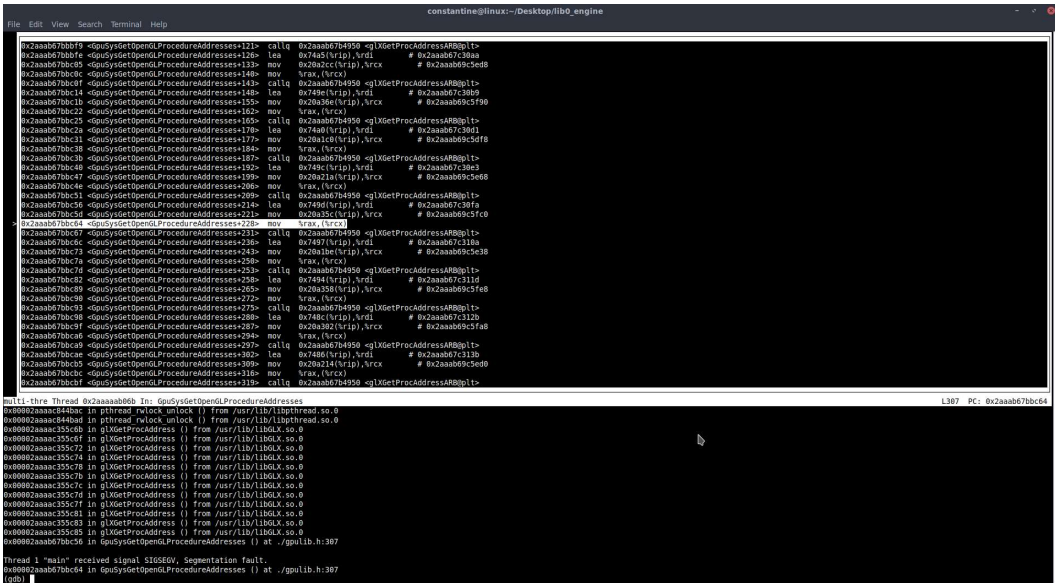 constantine@linux:~/Desktop/lib0_engine
File Edit View Search Terminal Help
0x2aaab67bbbf9 <GpuSysGetOpenGLProcedureAddresses+121> callq 0x2aaab67b4950 <glXGetProcAddressARB@plt>
0x2aaab67bbbfe <GpuSysGetOpenGLProcedureAddresses+126> lea 0x74a5(%rip),%rdi # 0x2aaab67c30aa
0x2aaab67bbc05 <GpuSysGetOpenGLProcedureAddresses+133> mov 0x20a2cc(%rip),%rcx # 0x2aaab69c5ed8
0x2aaab67bbc0c <GpuSysGetOpenGLProcedureAddresses+140> mov %rax,(%rcx)
0x2aaab67bbc0f <GpuSysGetOpenGLProcedureAddresses+143> callq 0x2aaab67b4950 <glXGetProcAddressARB@plt>
0x2aaab67bbc14 <GpuSysGetOpenGLProcedureAddresses+148> lea 0x749e(%rip),%rdi # 0x2aaab67c30b9
0x2aaab67bbc1b <GpuSysGetOpenGLProcedureAddresses+155> mov 0x20a36e(%rip),%rcx # 0x2aaab69c5f90
0x2aaab67bbc22 <GpuSysGetOpenGLProcedureAddresses+162> mov %rax,(%rcx)
0x2aaab67bbc25 <GpuSysGetOpenGLProcedureAddresses+165> callq 0x2aaab67b4950 <glXGetProcAddressARB@plt>
0x2aaab67bbc2a <GpuSysGetOpenGLProcedureAddresses+170> lea 0x74a0(%rip),%rdi # 0x2aaab67c30d1
0x2aaab67bbc31 <GpuSysGetOpenGLProcedureAddresses+177> mov 0x20a1c0(%rip),%rcx # 0x2aaab69c5df8
0x2aaab67bbc38 <GpuSysGetOpenGLProcedureAddresses+184> mov %rax,(%rcx)
0x2aaab67bbc3b <GpuSysGetOpenGLProcedureAddresses+187> callq 0x2aaab67b4950 <glXGetProcAddressARB@plt>
0x2aaab67bbc40 <GpuSysGetOpenGLProcedureAddresses+192> lea 0x749c(%rip),%rdi # 0x2aaab67c30e3
0x2aaab67bbc47 <GpuSysGetOpenGLProcedureAddresses+199> mov 0x20a21a(%rip),%rcx # 0x2aaab69c5e68
0x2aaab67bbc4e <GpuSysGetOpenGLProcedureAddresses+206> mov %rax,(%rcx)
0x2aaab67bbc51 <GpuSysGetOpenGLProcedureAddresses+209> callq 0x2aaab67b4950 <glXGetProcAddressARB@plt>
0x2aaab67bbc56 <GpuSysGetOpenGLProcedureAddresses+214> lea 0x749d(%rip),%rdi # 0x2aaab67c30fa
0x2aaab67bbc5d <GpuSysGetOpenGLProcedureAddresses+221> mov 0x20a35c(%rip),%rcx # 0x2aaab69c5fc0
> 0x2aaab67bbc64 <GpuSysGetOpenGLProcedureAddresses+228> mov %rax,(%rcx)
0x2aaab67bbc67 <GpuSysGetOpenGLProcedureAddresses+231> callq 0x2aaab67b4950 <glXGetProcAddressARB@plt>
0x2aaab67bbc6c <GpuSysGetOpenGLProcedureAddresses+236> lea 0x7497(%rip),%rdi # 0x2aaab67c310a
0x2aaab67bbc73 <GpuSysGetOpenGLProcedureAddresses+243> mov 0x20a1be(%rip),%rcx # 0x2aaab69c5e38
0x2aaab67bbc7a <GpuSysGetOpenGLProcedureAddresses+250> mov %rax,(%rcx)
0x2aaab67bbc7d <GpuSysGetOpenGLProcedureAddresses+253> callq 0x2aaab67b4950 <glXGetProcAddressARB@plt>
0x2aaab67bbc82 <GpuSysGetOpenGLProcedureAddresses+258> lea 0x7494(%rip),%rdi # 0x2aaab67c311d
0x2aaab67bbc89 <GpuSysGetOpenGLProcedureAddresses+265> mov 0x20a358(%rip),%rcx # 0x2aaab69c5fe8
0x2aaab67bbc90 <GpuSysGetOpenGLProcedureAddresses+272> mov %rax,(%rcx)
0x2aaab67bbc93 <GpuSysGetOpenGLProcedureAddresses+275> callq 0x2aaab67b4950 <glXGetProcAddressARB@plt>
0x2aaab67bbc98 <GpuSysGetOpenGLProcedureAddresses+280> lea 0x748c(%rip),%rdi # 0x2aaab67c312b
0x2aaab67bbc9f <GpuSysGetOpenGLProcedureAddresses+287> mov 0x20a302(%rip),%rcx # 0x2aaab69c5fa8
0x2aaab67bbca6 <GpuSysGetOpenGLProcedureAddresses+294> mov %rax,(%rcx)
0x2aaab67bbca9 <GpuSysGetOpenGLProcedureAddresses+297> callq 0x2aaab67b4950 <glXGetProcAddressARB@plt>
0x2aaab67bbcae <GpuSysGetOpenGLProcedureAddresses+302> lea 0x7486(%rip),%rdi # 0x2aaab67c313b
0x2aaab67bbcb5 <GpuSysGetOpenGLProcedureAddresses+309> mov 0x20a214(%rip),%rcx # 0x2aaab69c5ed0
0x2aaab67bbcbc <GpuSysGetOpenGLProcedureAddresses+316> mov %rax,(%rcx)
0x2aaab67bbcbf <GpuSysGetOpenGLProcedureAddresses+319> callq 0x2aaab67b4950 <glXGetProcAddressARB@plt>
multi-thre Thread 0x2aaaaab06b In: GpuSysGetOpenGLProcedureAddresses L307 PC: 0x2aaab67bbc64
0x00002aaaac844bac in pthread_rwlock_unlock () from /usr/lib/libpthread.so.0
0x00002aaaac844bad in pthread_rwlock_unlock () from /usr/lib/libpthread.so.0
0x00002aaaac355c6b in glXGetProcAddress () from /usr/lib/libGLX.so.0
0x00002aaaac355c6f in glXGetProcAddress () from /usr/lib/libGLX.so.0
0x00002aaaac355c72 in glXGetProcAddress () from /usr/lib/libGLX.so.0
0x00002aaaac355c74 in glXGetProcAddress () from /usr/lib/libGLX.so.0
0x00002aaaac355c78 in glXGetProcAddress () from /usr/lib/libGLX.so.0
0x00002aaaac355c7b in glXGetProcAddress () from /usr/lib/libGLX.so.0
0x00002aaaac355c7c in glXGetProcAddress () from /usr/lib/libGLX.so.0
0x00002aaaac355c7d in glXGetProcAddress () from /usr/lib/libGLX.so.0
0x00002aaaac355c7f in glXGetProcAddress () from /usr/lib/libGLX.so.0
0x00002aaaac355c81 in glXGetProcAddress () from /usr/lib/libGLX.so.0
0x00002aaaac355c83 in glXGetProcAddress () from /usr/lib/libGLX.so.0
0x00002aaaac355c85 in glXGetProcAddress () from /usr/lib/libGLX.so.0
0x00002aaab67bbc56 in GpuSysGetOpenGLProcedureAddresses () at ./gpulib.h:307
Thread 1 "main" received signal SIGSEGV, Segmentation fault.
0x00002aaab67bbc64 in GpuSysGetOpenGLProcedureAddresses () at ./gpulib.h:307
(gdb)